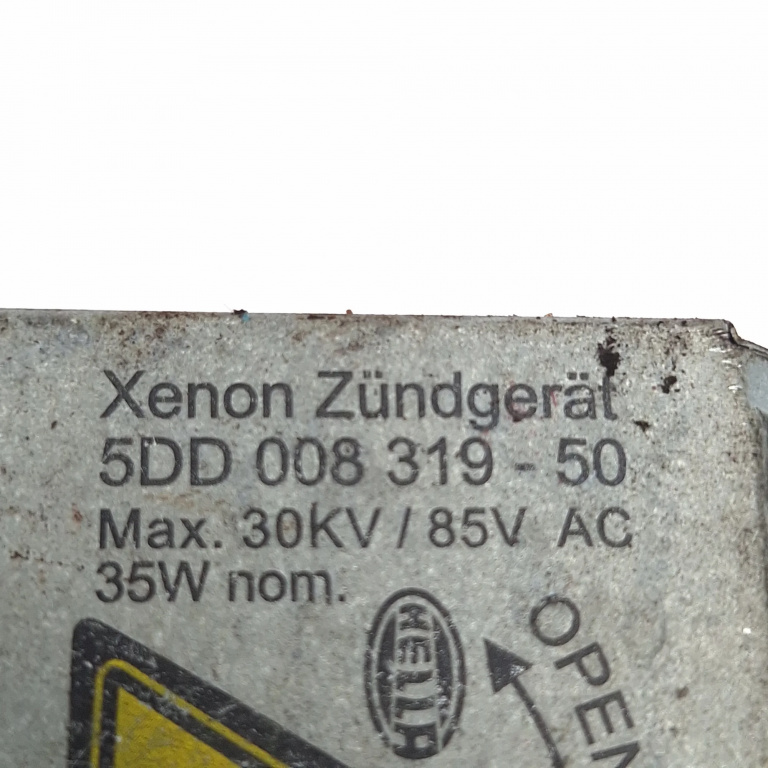 Xenon Zündgerät
5DD 008 319 - 50
Max. 30KV / 85V AC
35W nom.
HELLA
OPEN